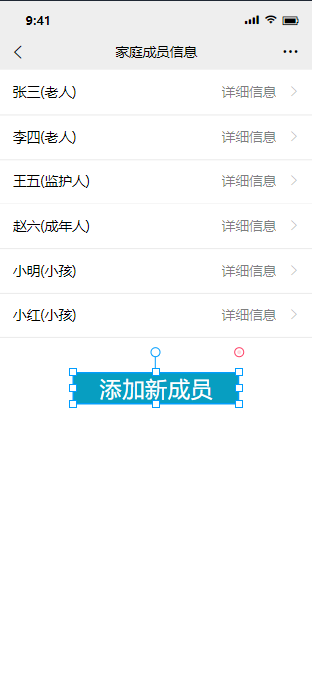 9:41
家庭成员信息
张三(老人) 详细信息
李四(老人) 详细信息
王五(监护人) 详细信息
赵六(成年人) 详细信息
小明(小孩) 详细信息
小红(小孩) 详细信息
添加新成员